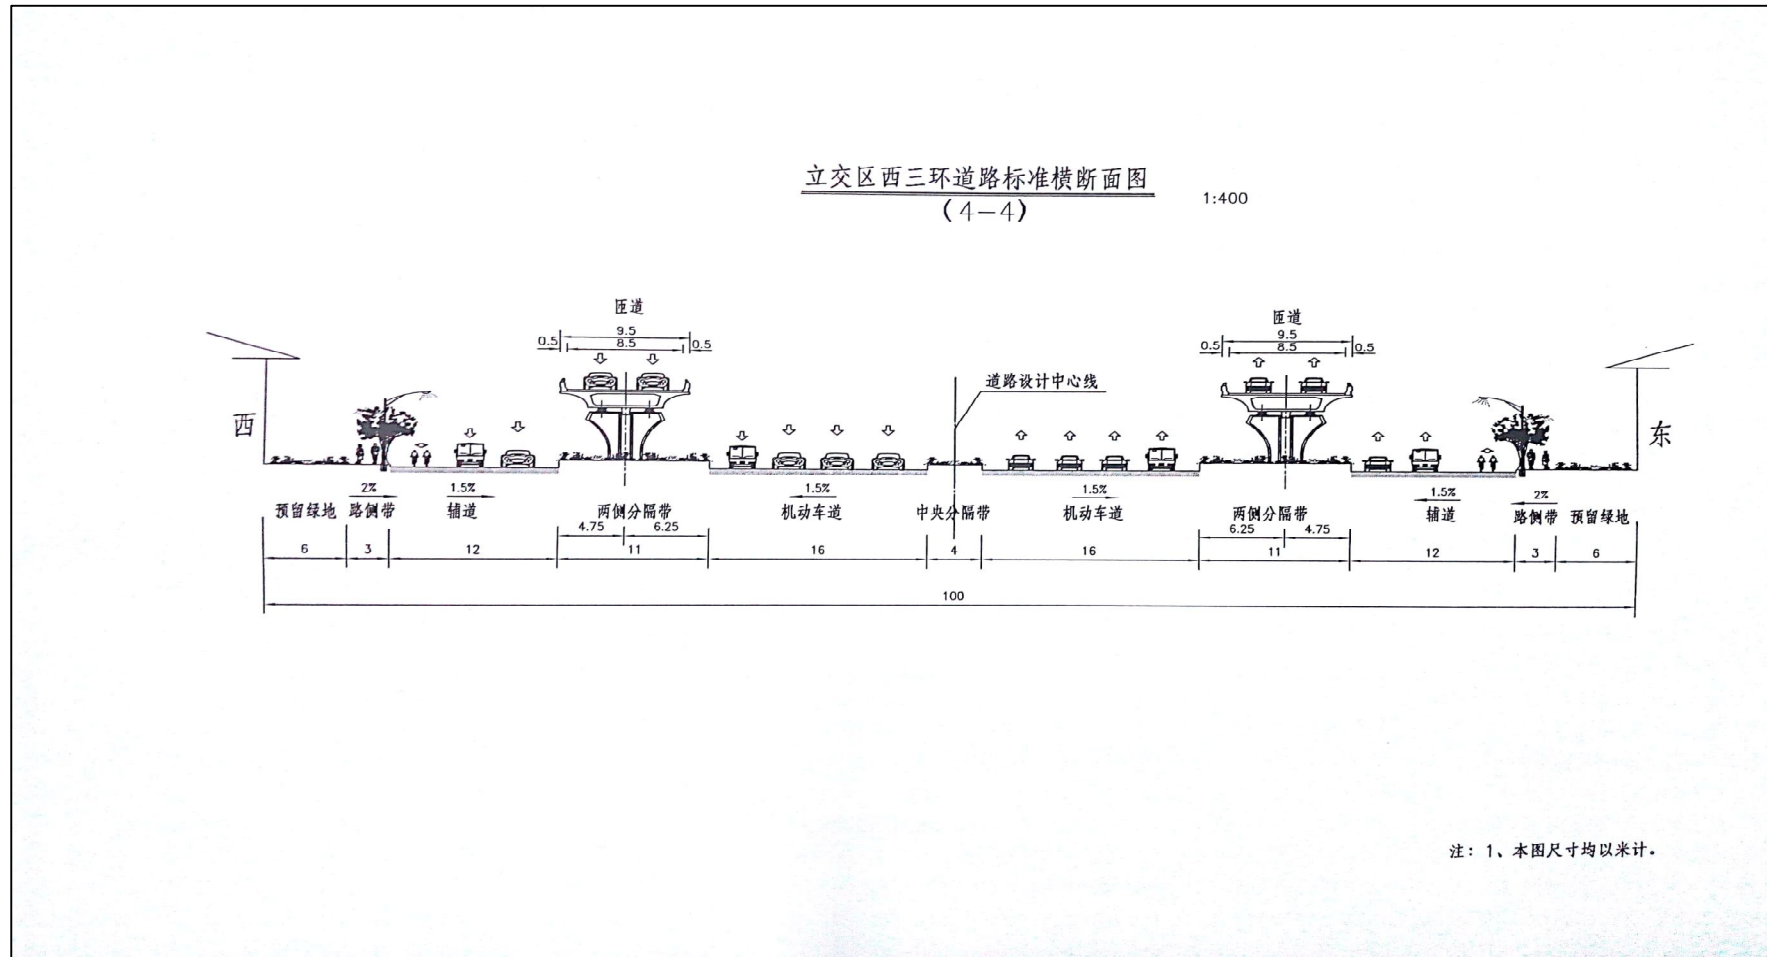 立交区西三环道路标准横断面图
(4-4)
1:400
匝道
9.5
0.5 8.5 0.5
匝道
9.5
0.5 8.5 0.5
道路设计中心线
西
东
2% 1.5% 1.5% 1.5% 1.5% 2%
预留绿地 路侧带 辅道 两侧分隔带 机动车道 中央分隔带 机动车道 两侧分隔带 辅道 路侧带 预留绿地
4.75 6.25 6.25 4.75
6 3 12 11 16 4 16 11 12 3 6
100
注: 1、本图尺寸均以米计。